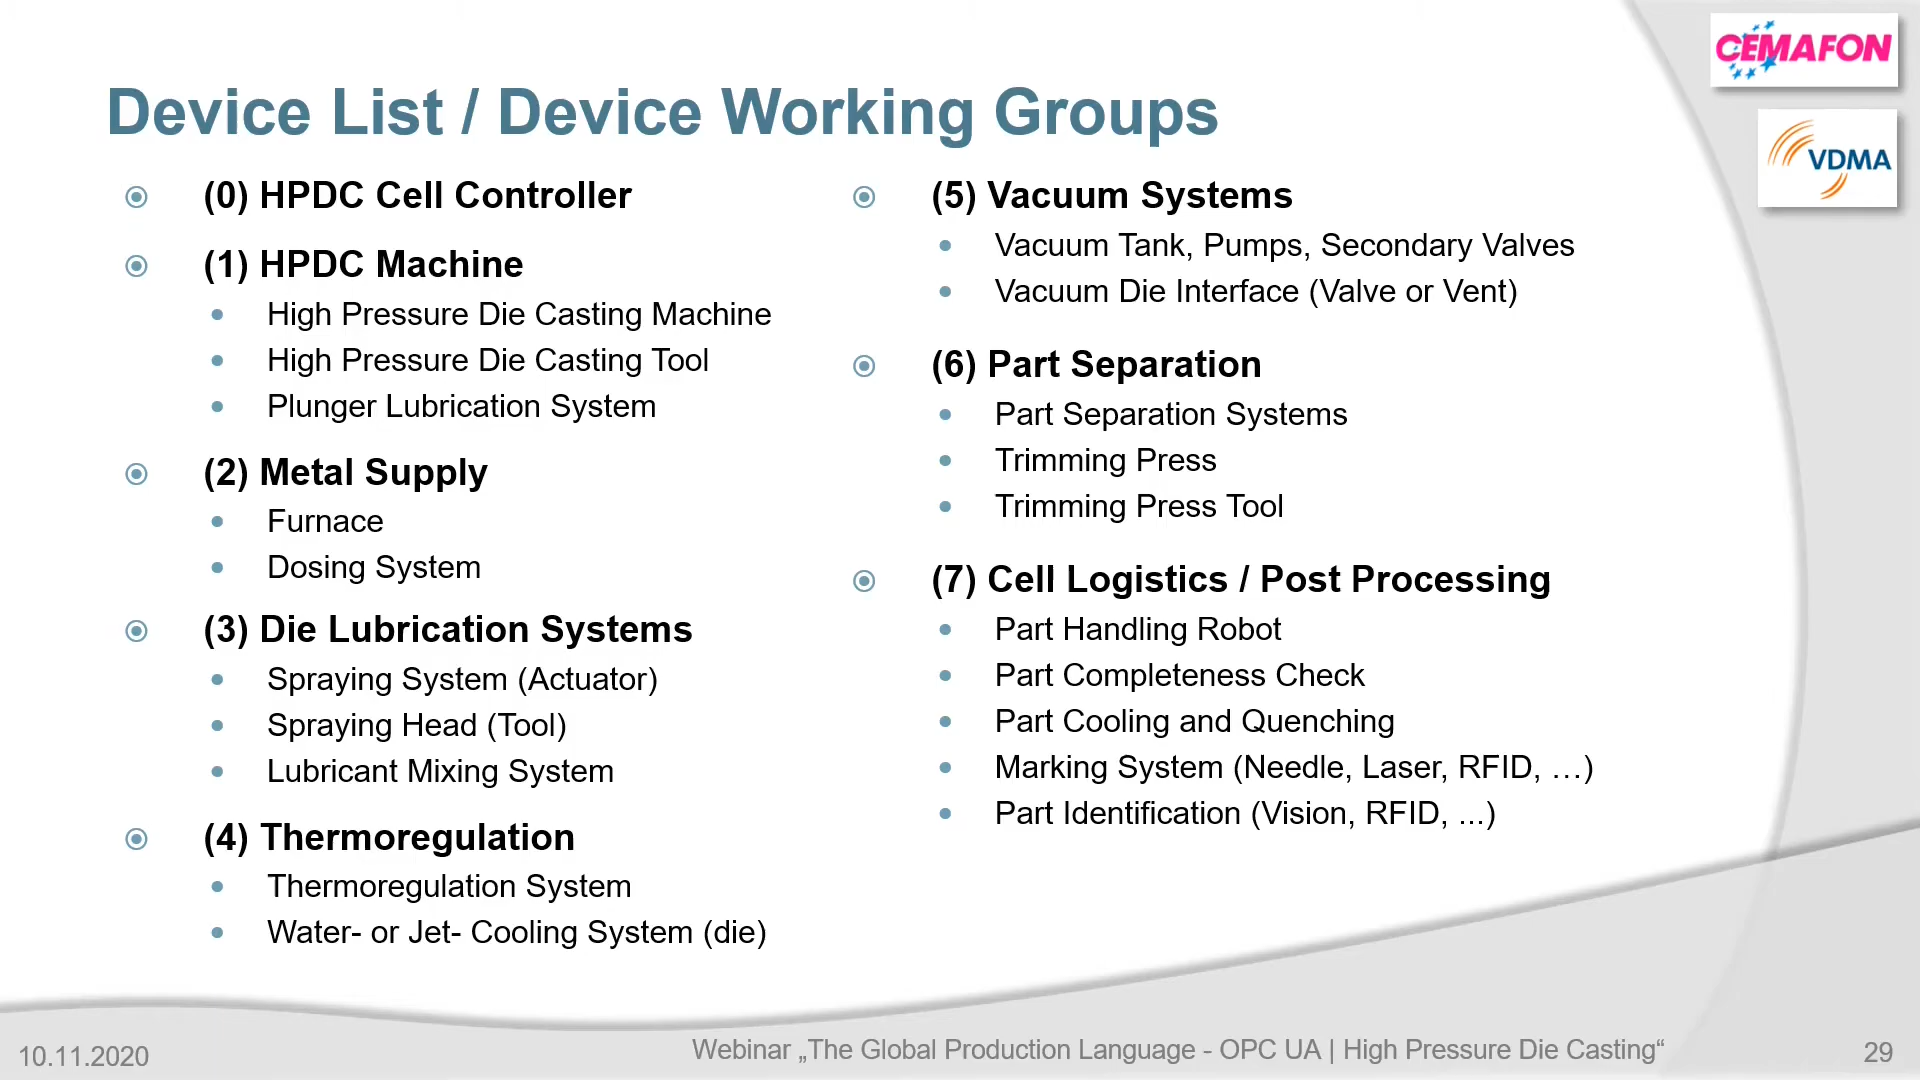 Device List / Device Working Groups
(0) HPDC Cell Controller
(1) HPDC Machine
High Pressure Die Casting Machine
High Pressure Die Casting Tool
Plunger Lubrication System
(2) Metal Supply
Furnace
Dosing System
(3) Die Lubrication Systems
Spraying System (Actuator)
Spraying Head (Tool)
Lubricant Mixing System
(4) Thermoregulation
Thermoregulation System
Water- or Jet- Cooling System (die)
(5) Vacuum Systems
Vacuum Tank, Pumps, Secondary Valves
Vacuum Die Interface (Valve or Vent)
(6) Part Separation
Part Separation Systems
Trimming Press
Trimming Press Tool
(7) Cell Logistics / Post Processing
Part Handling Robot
Part Completeness Check
Part Cooling and Quenching
Marking System (Needle, Laser, RFID, …)
Part Identification (Vision, RFID, ...)
CEMAFON
VDMA
10.11.2020
Webinar „The Global Production Language - OPC UA | High Pressure Die Casting“
29